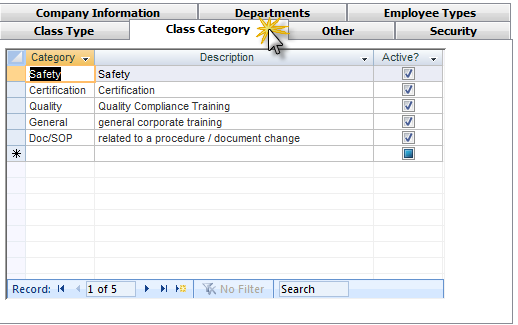 Company Information Departments Employee Types
Class Type Class Category Other Security
Category Description Active?
Safety Safety
Certification Certification
Quality Quality Compliance Training
General general corporate training
Doc/SOP related to a procedure / document change
Record: 1 of 5 No Filter Search